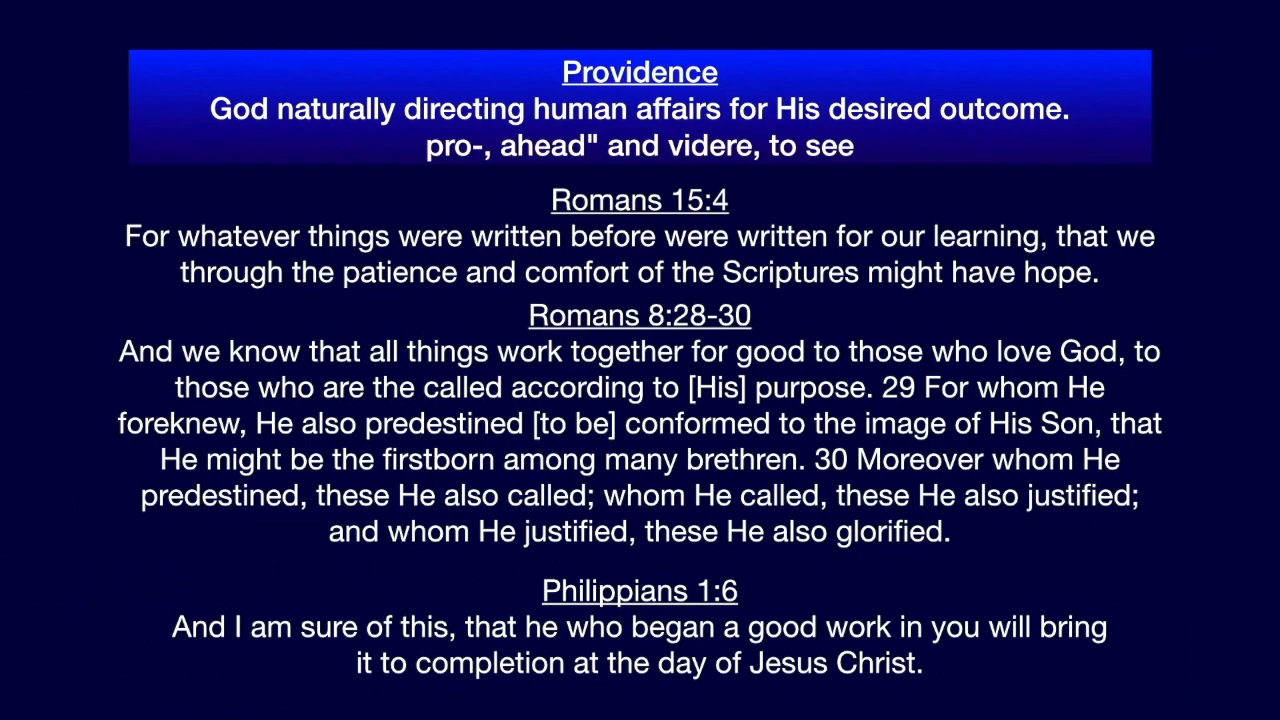 Providence
God naturally directing human affairs for His desired outcome.
pro-, ahead" and videre, to see
Romans 15:4
For whatever things were written before were written for our learning, that we
through the patience and comfort of the Scriptures might have hope.
Romans 8:28-30
And we know that all things work together for good to those who love God, to
those who are the called according to [His] purpose. 29 For whom He
foreknew, He also predestined [to be] conformed to the image of His Son, that
He might be the firstborn among many brethren. 30 Moreover whom He
predestined, these He also called; whom He called, these He also justified;
and whom He justified, these He also glorified.
Philippians 1:6
And I am sure of this, that he who began a good work in you will bring
it to completion at the day of Jesus Christ.